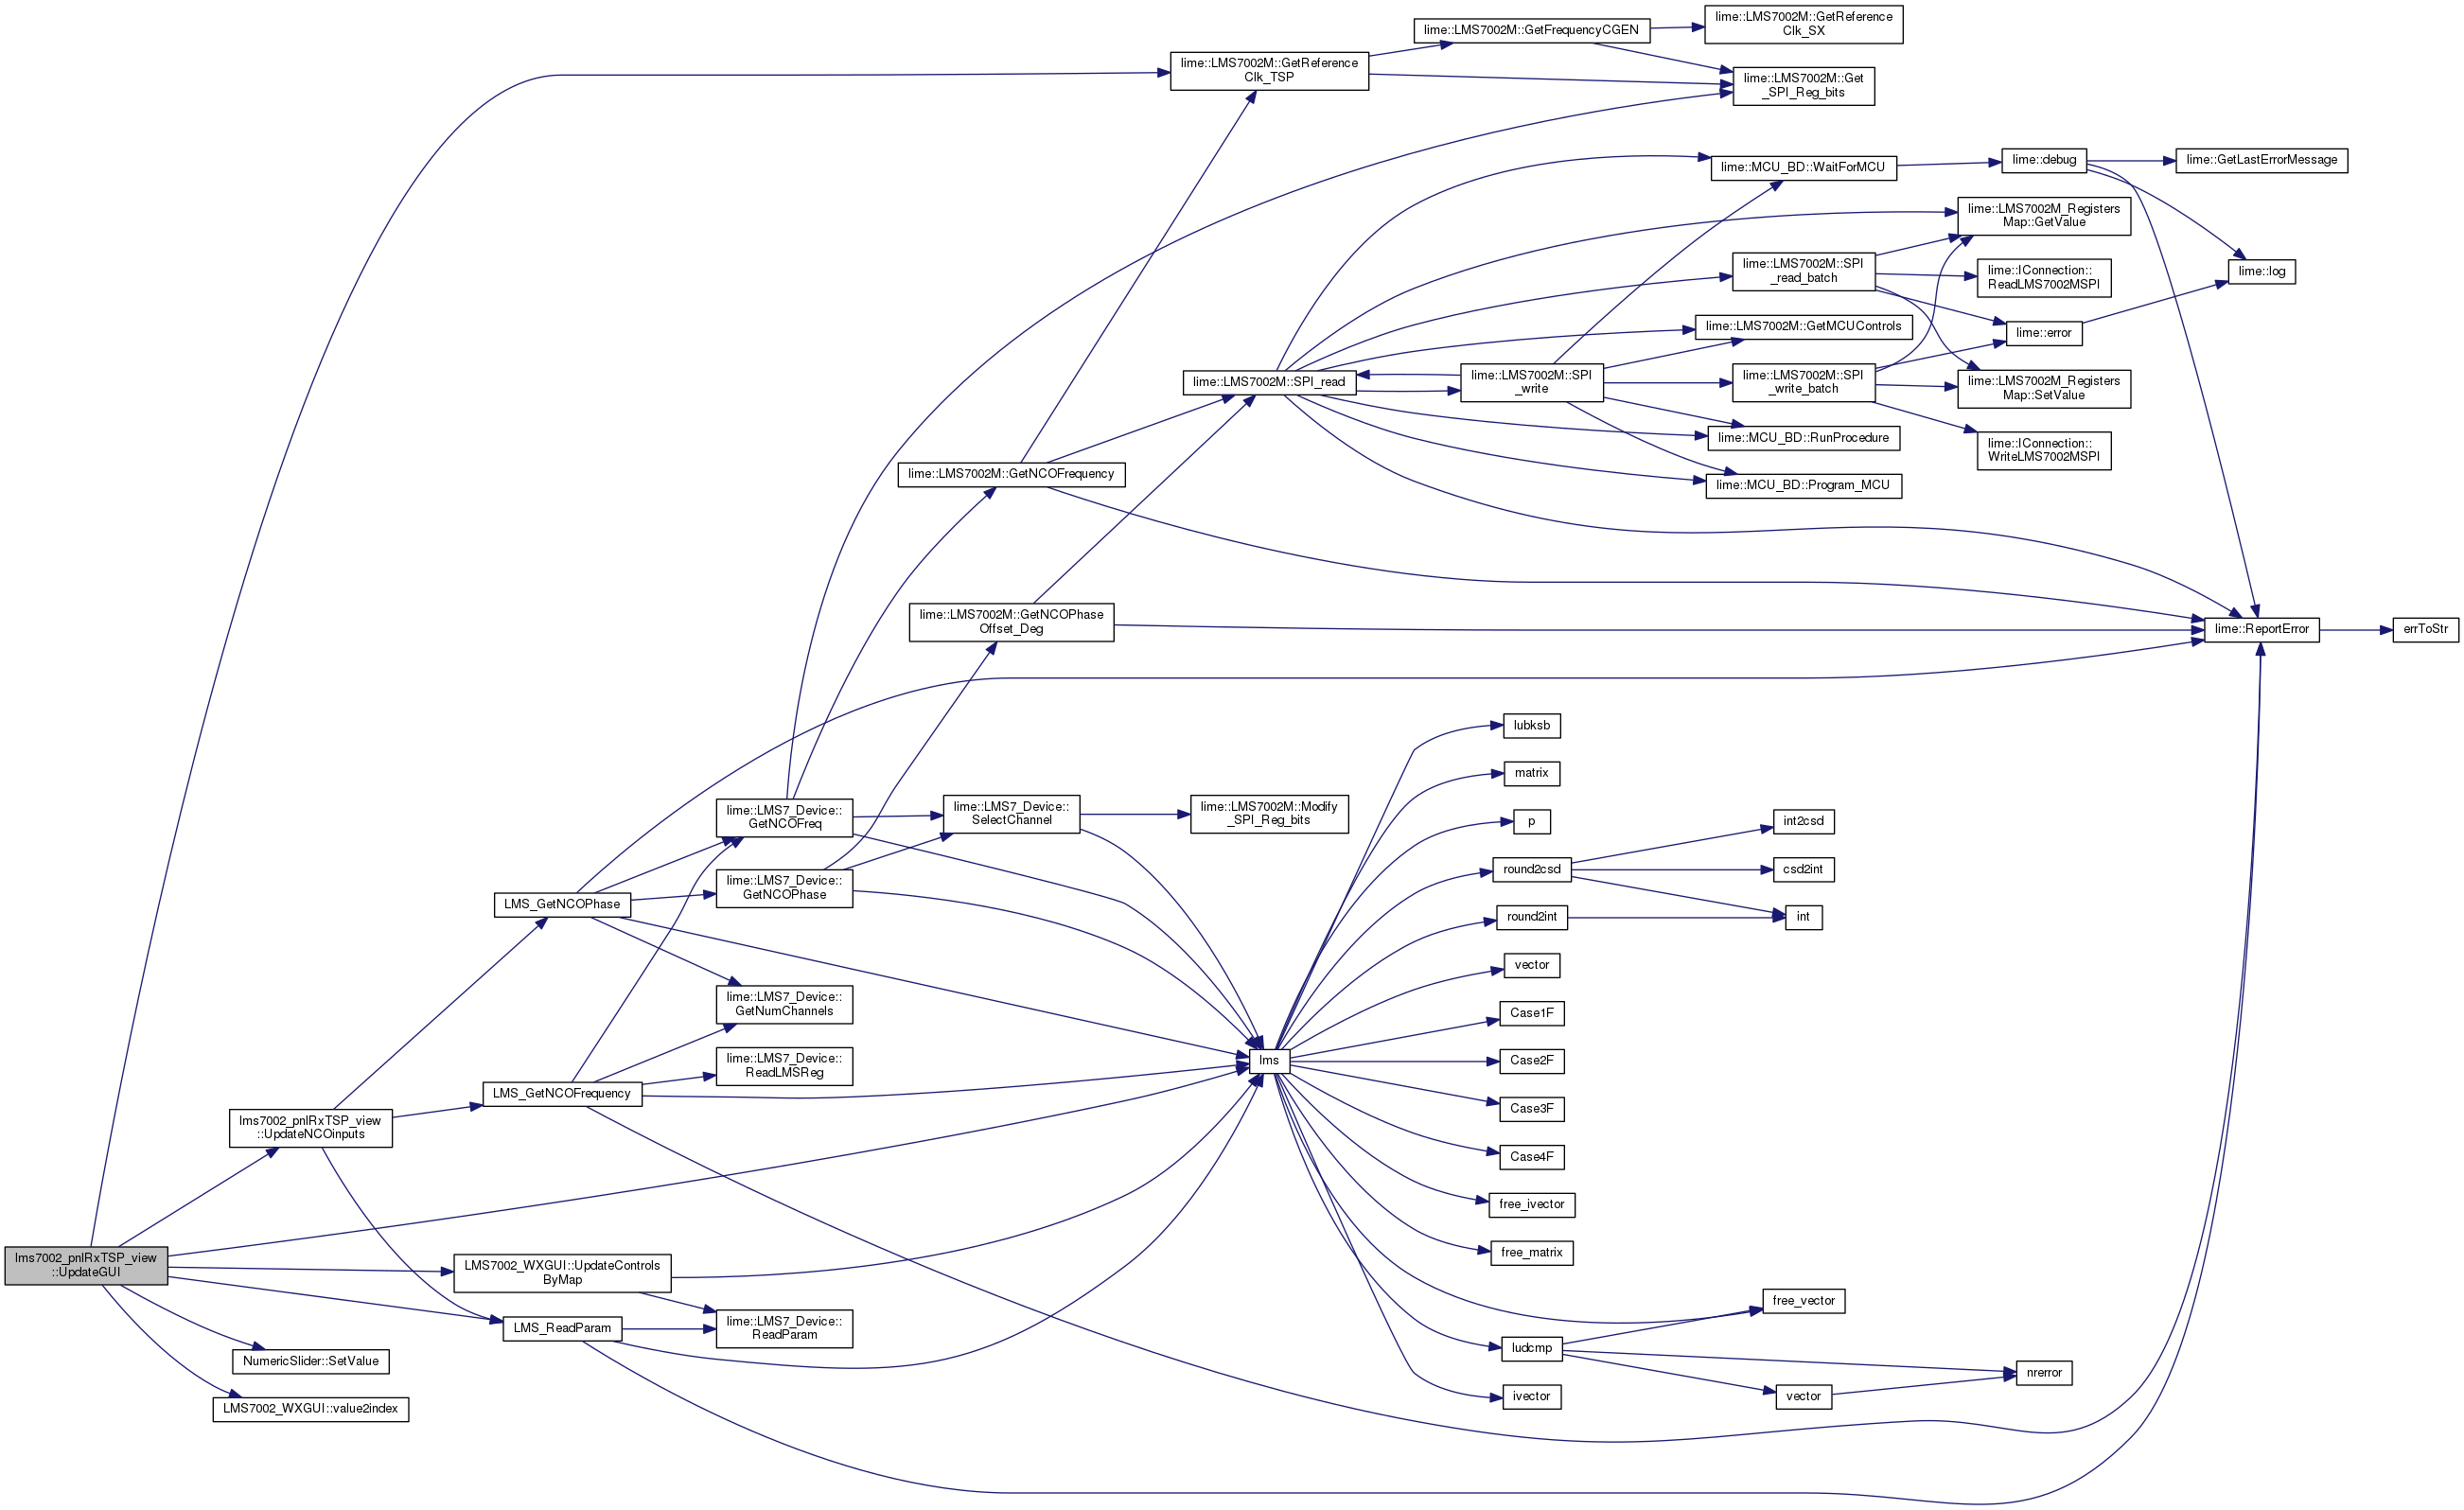 lime::LMS7002M::GetReference
Clk_SX
lime::LMS7002M::GetFrequencyCGEN
lime::LMS7002M::GetReference
Clk_TSP
lime::LMS7002M::Get
_SPI_Reg_bits
lime::MCU_BD::WaitForMCU
lime::debug
lime::GetLastErrorMessage
lime::LMS7002M_Registers
Map::GetValue
lime::LMS7002M::SPI
_read_batch
lime::IConnection::
ReadLMS7002MSPI
lime::log
lime::LMS7002M::GetMCUControls
lime::error
lime::LMS7002M::SPI_read
lime::LMS7002M::SPI
_write
lime::LMS7002M::SPI
_write_batch
lime::LMS7002M_Registers
Map::SetValue
lime::MCU_BD::RunProcedure
lime::IConnection::
WriteLMS7002MSPI
lime::LMS7002M::GetNCOFrequency
lime::MCU_BD::Program_MCU
lime::LMS7002M::GetNCOPhase
Offset_Deg
lime::ReportError
errToStr
lubksb
matrix
lime::LMS7_Device::
GetNCOFreq
lime::LMS7_Device::
SelectChannel
lime::LMS7002M::Modify
_SPI_Reg_bits
p
int2csd
round2csd
csd2int
lime::LMS7_Device::
GetNCOPhase
LMS_GetNCOPhase
round2int
int
vector
lime::LMS7_Device::
GetNumChannels
Case1F
lms
Case2F
lime::LMS7_Device::
ReadLMSReg
LMS_GetNCOFrequency
Case3F
lms7002_pnlRxTSP_view
::UpdateNCOinputs
Case4F
free_ivector
free_matrix
lms7002_pnlRxTSP_view
::UpdateGUI
LMS7002_WXGUI::UpdateControls
ByMap
free_vector
LMS_ReadParam
lime::LMS7_Device::
ReadParam
ludcmp
NumericSlider::SetValue
nrerror
ivector
vector
LMS7002_WXGUI::value2index